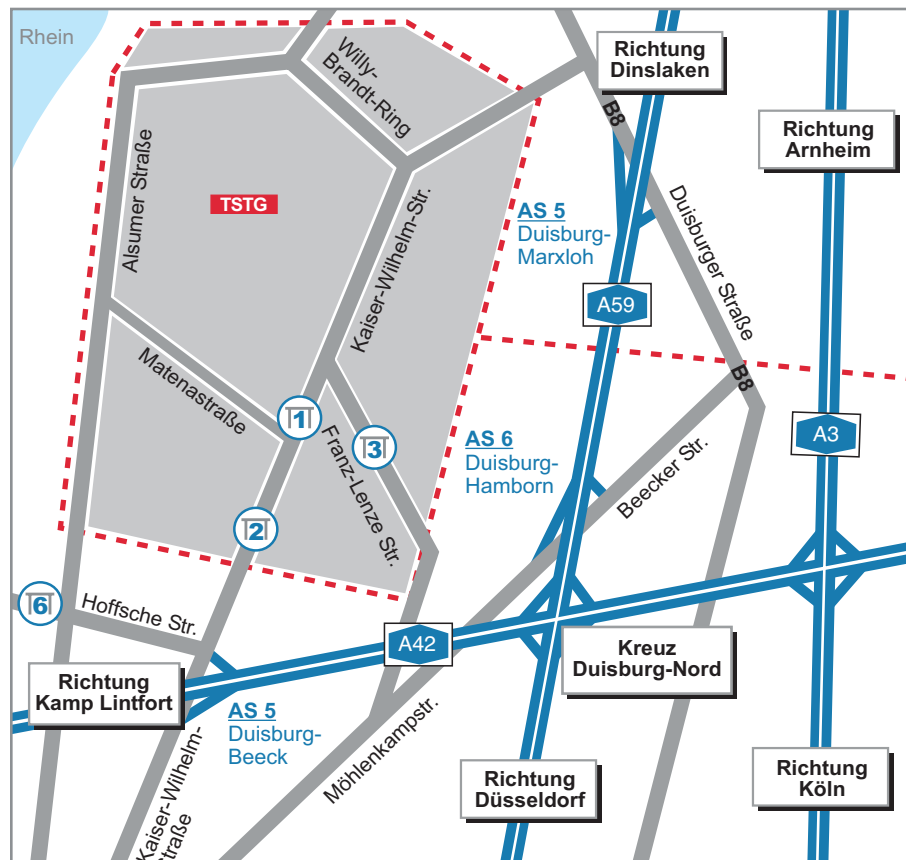 Rhein
Willy-
Brandt-Ring
Richtung
Dinslaken
B8
Richtung
Arnheim
Alsumer Straße
TSTG
Kaiser-Wilhelm-Str.
AS 5
Duisburg-
Marxloh
Duisburger Straße
A59
B8
Matenastraße
1
3
Franz-Lenze Str.
AS 6
Duisburg-
Hamborn
A3
Beecker Str.
2
6
Hoffsche Str.
A42
Kreuz
Duisburg-Nord
Richtung
Kamp Lintfort
AS 5
Duisburg-
Beeck
Möhlenkampstr.
Kaiser-Wilhelm-
straße
Richtung
Düsseldorf
Richtung
Köln